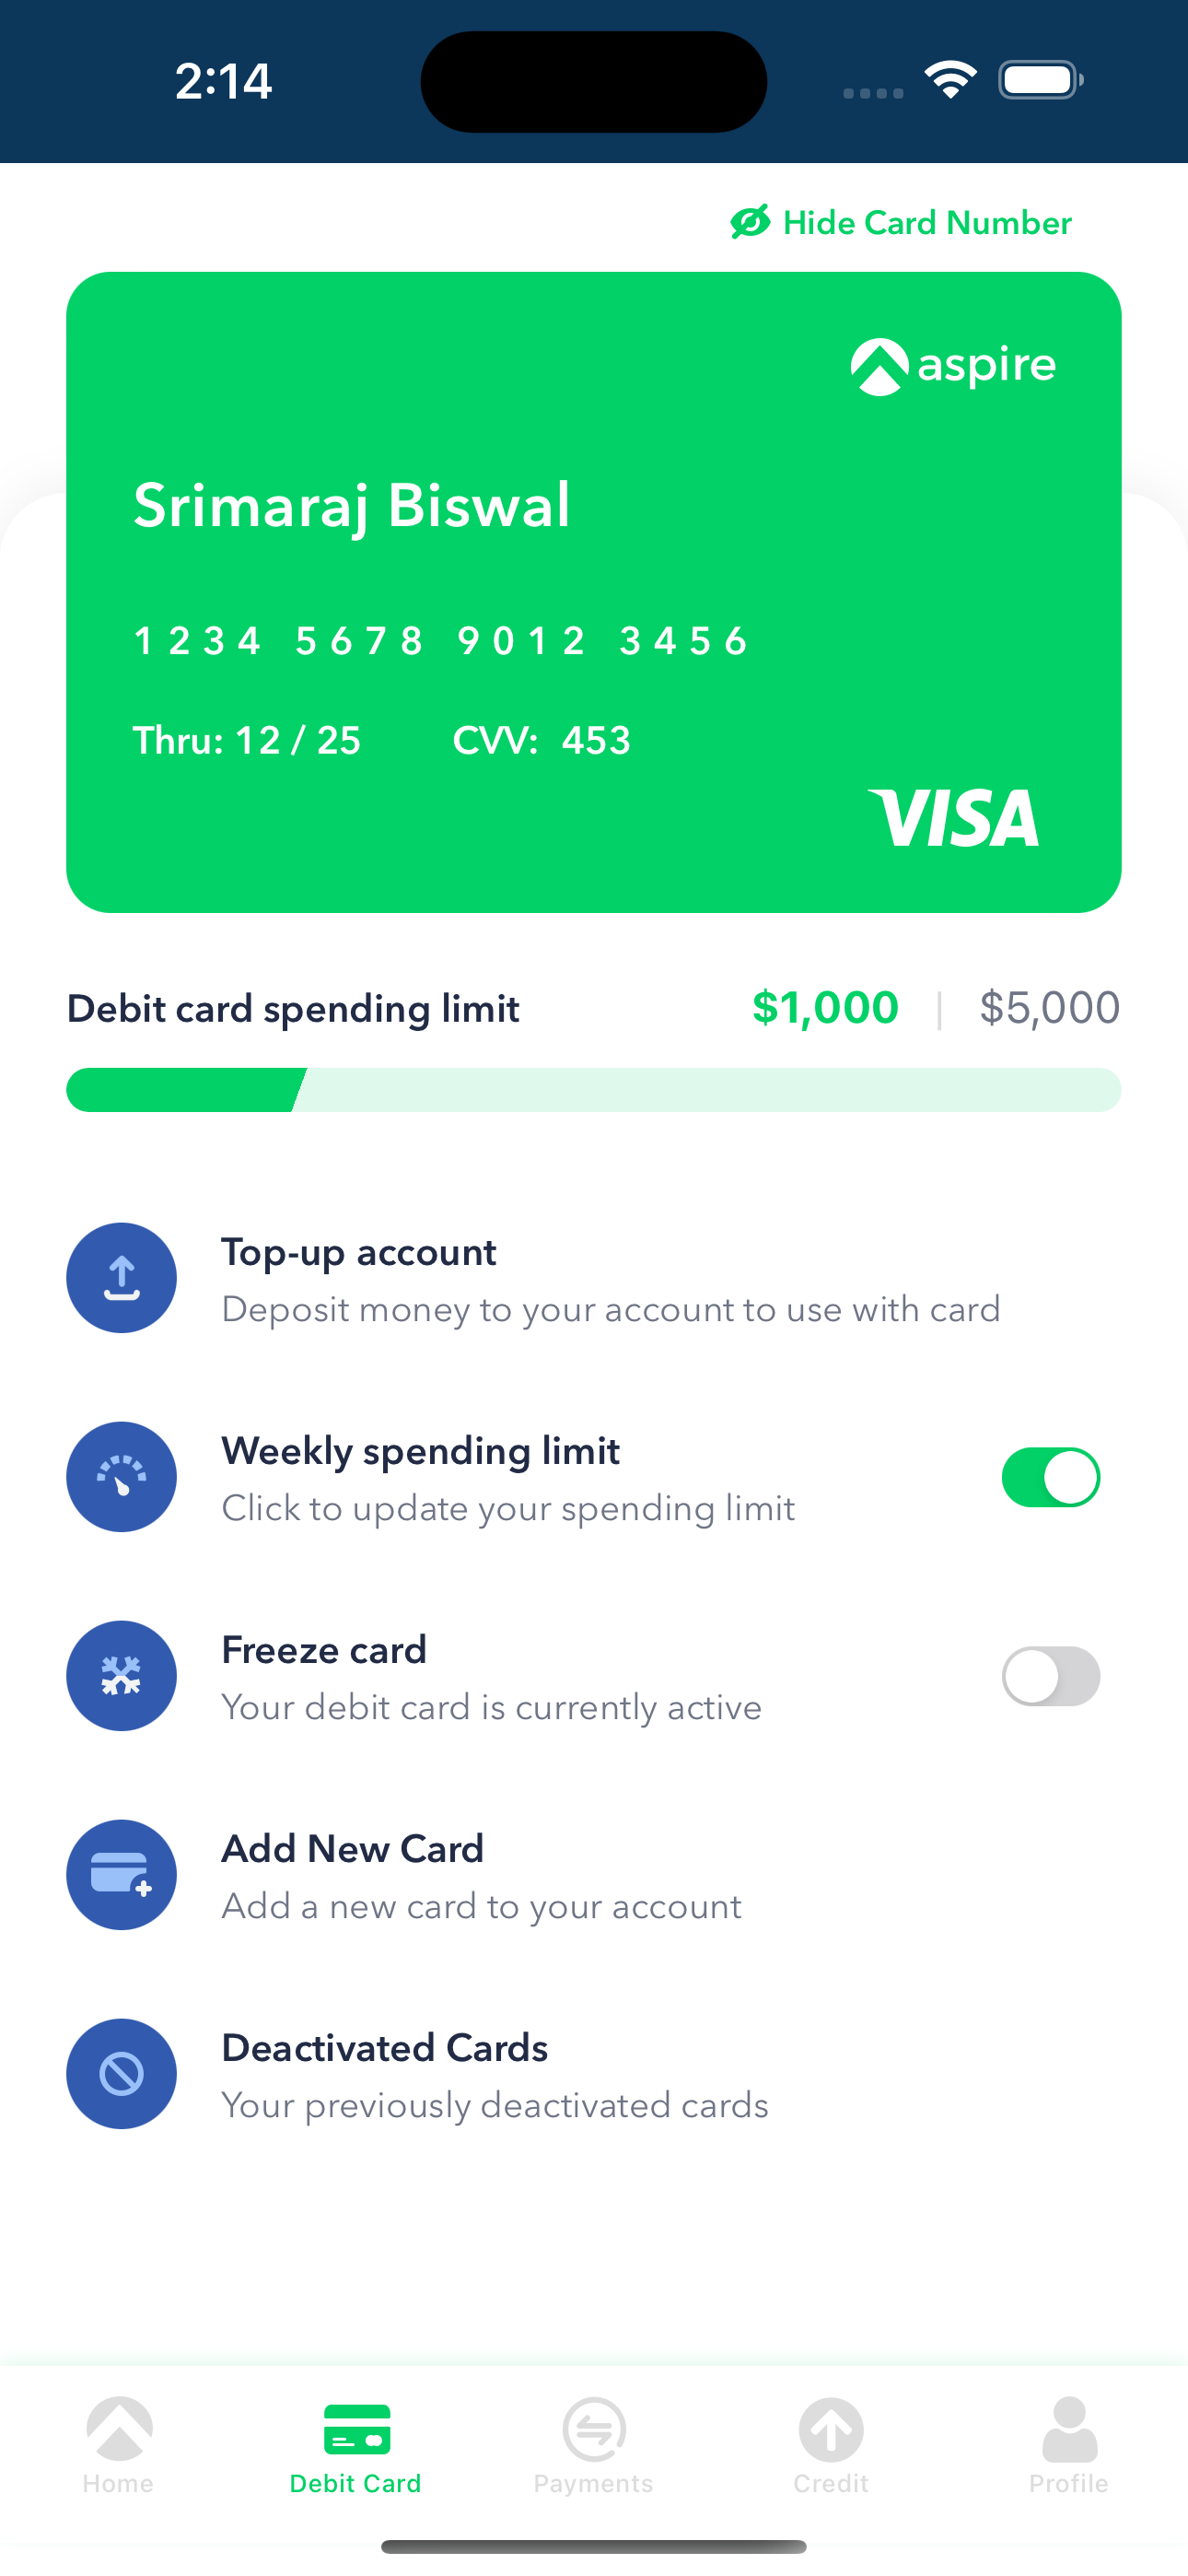 2:14
Hide Card Number
aspire
Srimaraj Biswal
1234 5678 9012 3456
Thru: 12 / 25 CVV: 453
VISA
Debit card spending limit $1,000 | $5,000
Top-up account
Deposit money to your account to use with card
Weekly spending limit
Click to update your spending limit
Freeze card
Your debit card is currently active
Add New Card
Add a new card to your account
Deactivated Cards
Your previously deactivated cards
Home Debit Card Payments Credit Profile